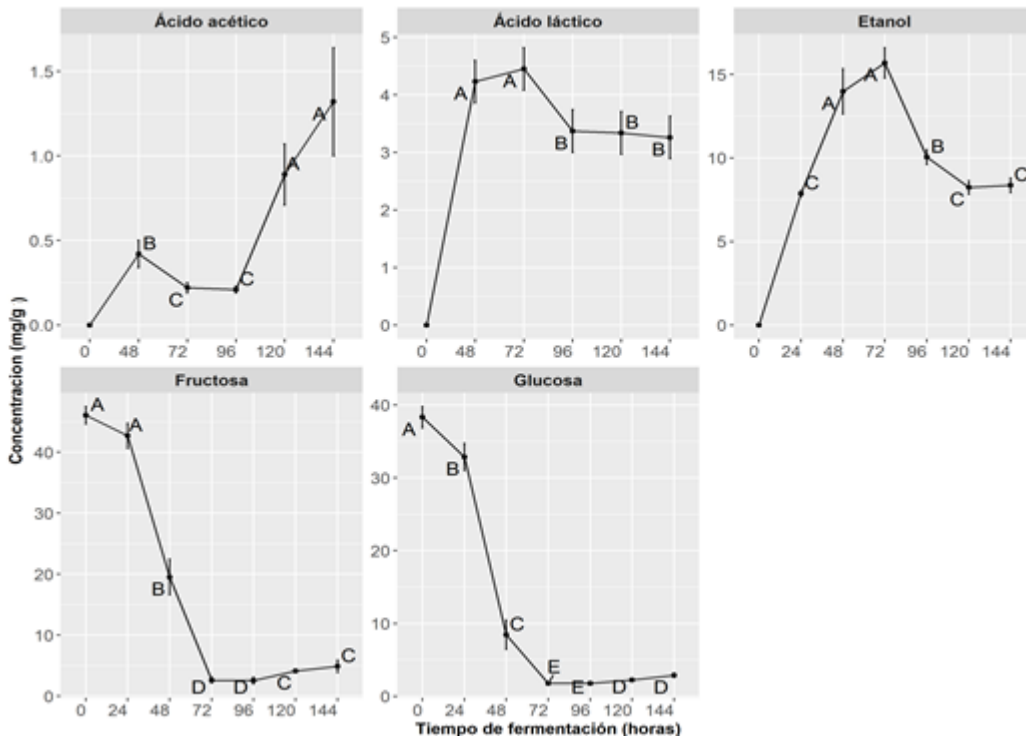 Ácido acético
Ácido láctico
Etanol
Concentracion (mg/g )
1.5
1.0
0.5
0.0
A
A
B
C
C
0 48 72 96 120 144
5
4
3
2
1
0
A
A
B
B
B
0 48 72 96 120 144
15
10
5
0
A
A
B
C
C
C
0 24 48 72 96 120 144
Fructosa
Glucosa
40
30
20
10
0
A
A
B
D
D
C
C
0 24 48 72 96 120 144
40
30
20
10
0
A
B
C
E
E
D
D
0 24 48 72 96 120 144
Tiempo de fermentación (horas)